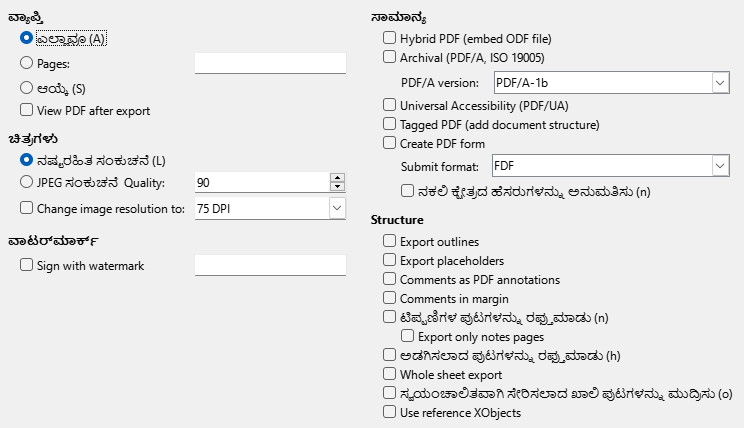 ವ್ಯಾಪ್ತಿ
ಎಲ್ಲಾವೂ (A)
Pages:
ಆಯ್ಕೆ (S)
View PDF after export
ಚಿತ್ರಗಳು
ನಷ್ಟರಹಿತ ಸಂಕುಚನೆ (L)
JPEG ಸಂಕುಚನೆ Quality: 90
Change image resolution to: 75 DPI
ವಾಟರ್‌ಮಾರ್ಕ್
Sign with watermark
ಸಾಮಾನ್ಯ
Hybrid PDF (embed ODF file)
Archival (PDF/A, ISO 19005)
PDF/A version: PDF/A-1b
Universal Accessibility (PDF/UA)
Tagged PDF (add document structure)
Create PDF form
Submit format: FDF
ನಕಲಿ ಕ್ಷೇತ್ರದ ಹೆಸರುಗಳನ್ನು ಅನುಮತಿಸು (n)
Structure
Export outlines
Export placeholders
Comments as PDF annotations
Comments in margin
ಟಿಪ್ಪಣಿಗಳ ಪುಟಗಳನ್ನು ರಫ್ತುಮಾಡು (n)
Export only notes pages
ಅಡಗಿಸಲಾದ ಪುಟಗಳನ್ನು ರಫ್ತುಮಾಡು (h)
Whole sheet export
ಸ್ವಯಂಚಾಲಿತವಾಗಿ ಸೇರಿಸಲಾದ ಖಾಲಿ ಪುಟಗಳನ್ನು ಮುದ್ರಿಸು (o)
Use reference XObjects